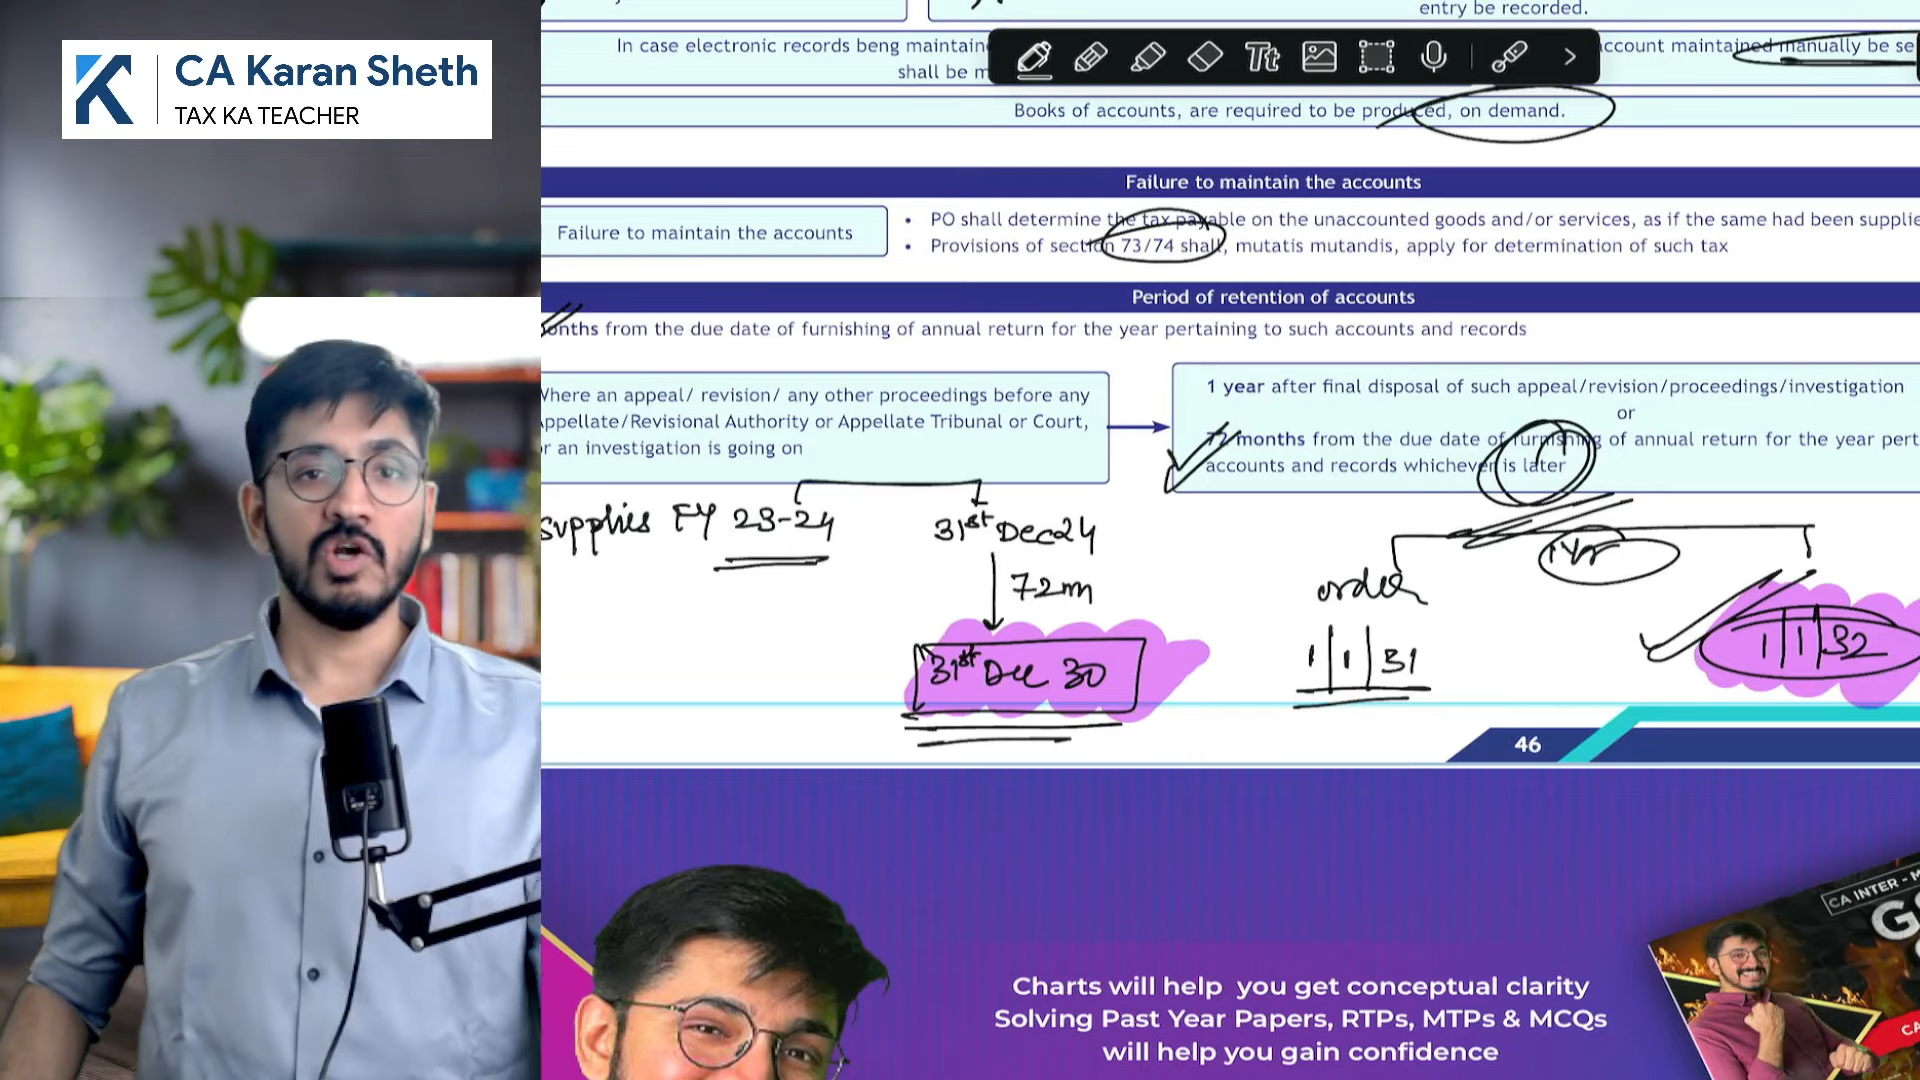 CA Karan Sheth
TAX KA TEACHER
entry be recorded.
In case electronic records beng
account maintained manually be
shall be
Tt
Books of accounts, are required to be produced, on demand.
Failure to maintain the accounts
Failure to maintain the accounts
• PO shall determine the tax payable on the unaccounted goods and/or services, as if the same had been
• Provisions of section 73/74 shall, mutatis mutandis, apply for determination of such tax
Period of retention of accounts
from the due date of furnishing of annual return for the year pertaining to such accounts and records
an appeal/ revision/ any other proceedings before any
Appellate/Revisional Authority or Appellate Tribunal or Court,
an investigation is going on
1 year after final disposal of such appeal/revision/proceedings/investigation
or
72 months from the due date of furnishing of annual return for the year
accounts and records whichever is later
supplies FY 23-24
31st Dec 24
72m
31st Dec 30
1yr
order
1|1|31
1|1|32
46
Charts will help you get conceptual clarity
Solving Past Year Papers, RTPs, MTPs & MCQs
will help you gain confidence
CA INTER -